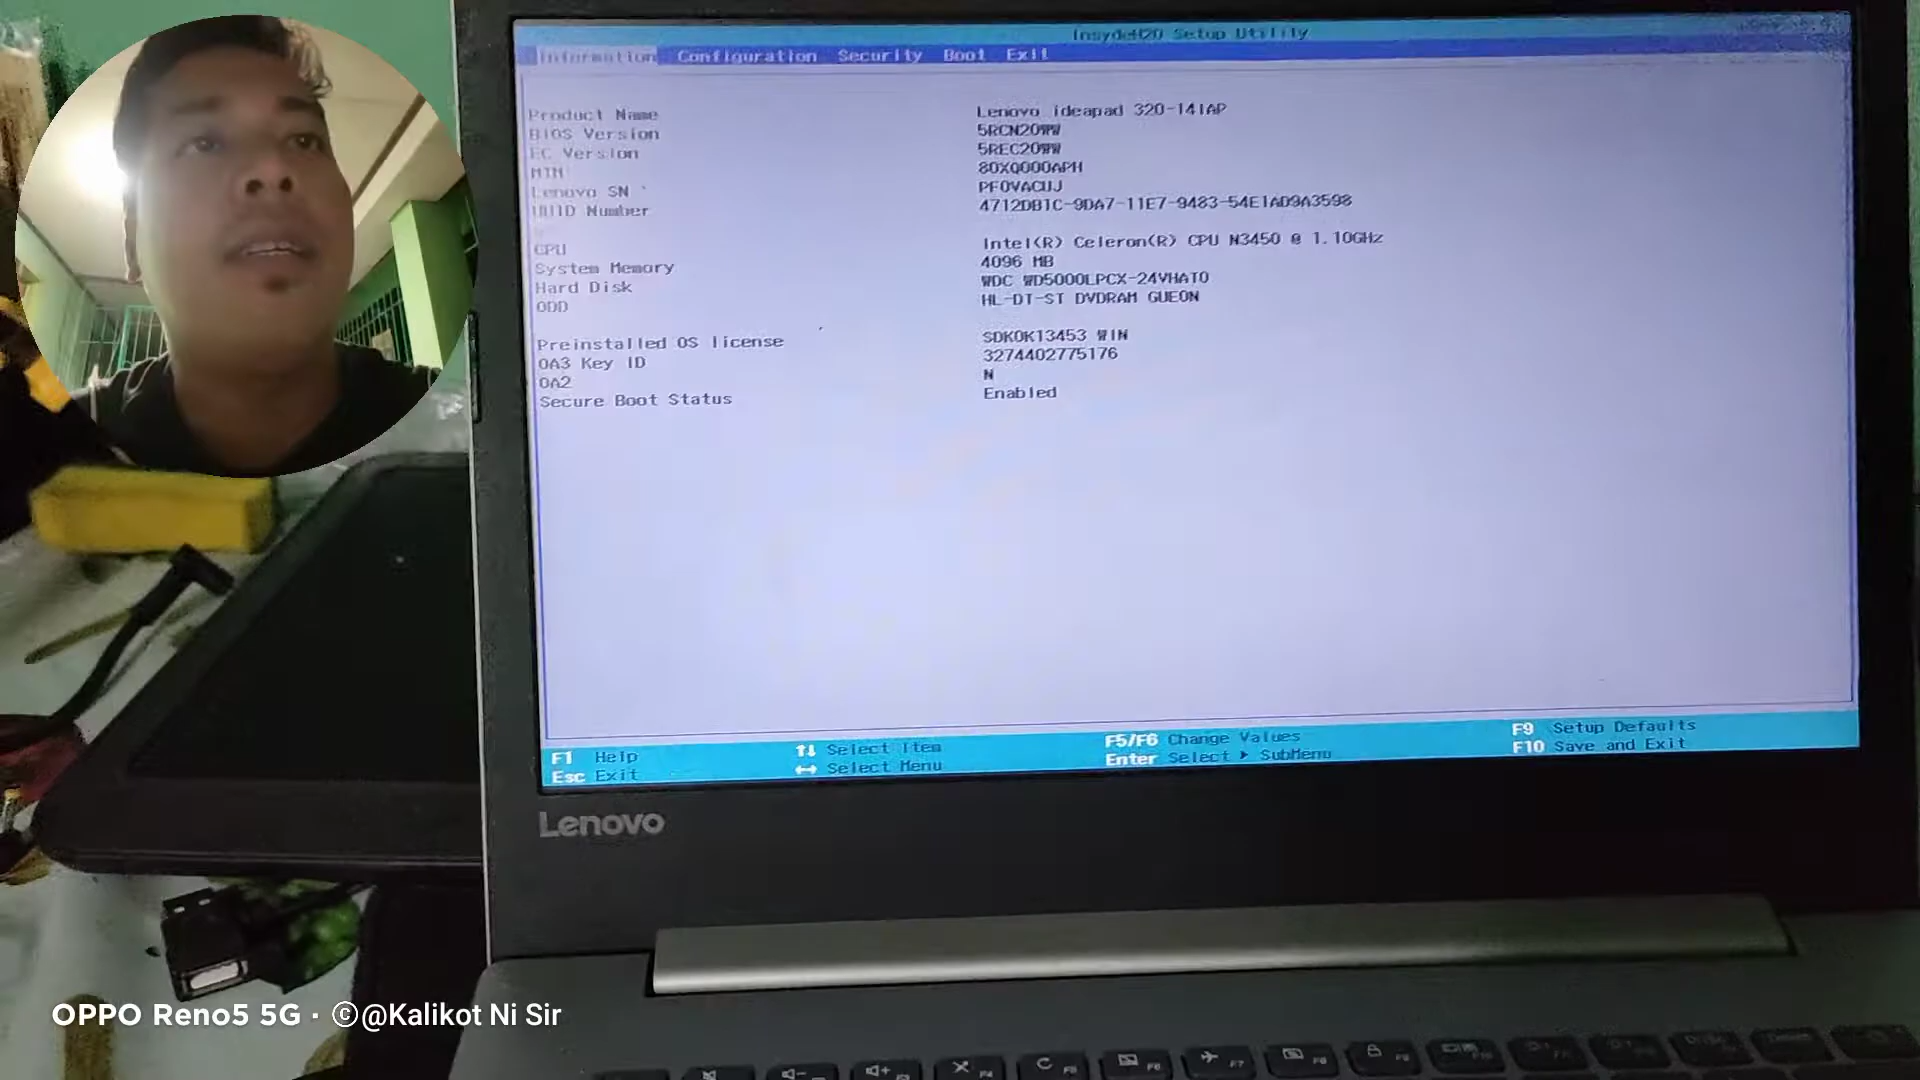 InsydeH20 Setup Utility
Information Configuration Security Boot Exit
Product Name Lenovo ideapad 320-14IAP
BIOS Version 5RCN20WW
EC Version 5REC20WW
MTM 80XQ000APH
Lenovo SN PF0VACUJ
UUID Number 4712DB1C-9DA7-11E7-9483-54E1AD9A3598
CPU Intel(R) Celeron(R) CPU N3450 @ 1.10GHz
System Memory 4096 MB
Hard Disk WDC WD5000LPCX-24VHAT0
ODD HL-DT-ST DVDRAM GUE0N
Preinstalled OS license SDK0K13453 WIN
OA3 Key ID 3274402775176
OA2 N
Secure Boot Status Enabled
F1 Help ↑↓ Select Item F5/F6 Change Values F9 Setup Defaults
Esc Exit ↔ Select Menu Enter Select ▸ SubMenu F10 Save and Exit
Lenovo
OPPO Reno5 5G · ©@Kalikot Ni Sir